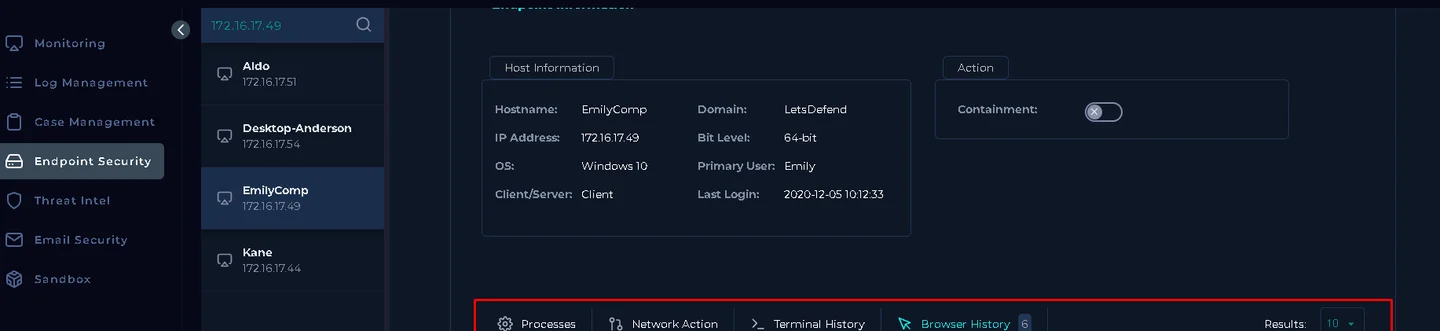 Endpoint Information
172.16.17.49
Monitoring
Log Management
Case Management
Endpoint Security
Threat Intel
Email Security
Sandbox
Aldo
172.16.17.51
Desktop-Anderson
172.16.17.54
EmilyComp
172.16.17.49
Kane
172.16.17.44
Host Information
Hostname: EmilyComp Domain: LetsDefend
IP Address: 172.16.17.49 Bit Level: 64-bit
OS: Windows 10 Primary User: Emily
Client/Server: Client Last Login: 2020-12-05 10:12:33
Action
Containment:
Processes Network Action Terminal History Browser History 6 Results: 10